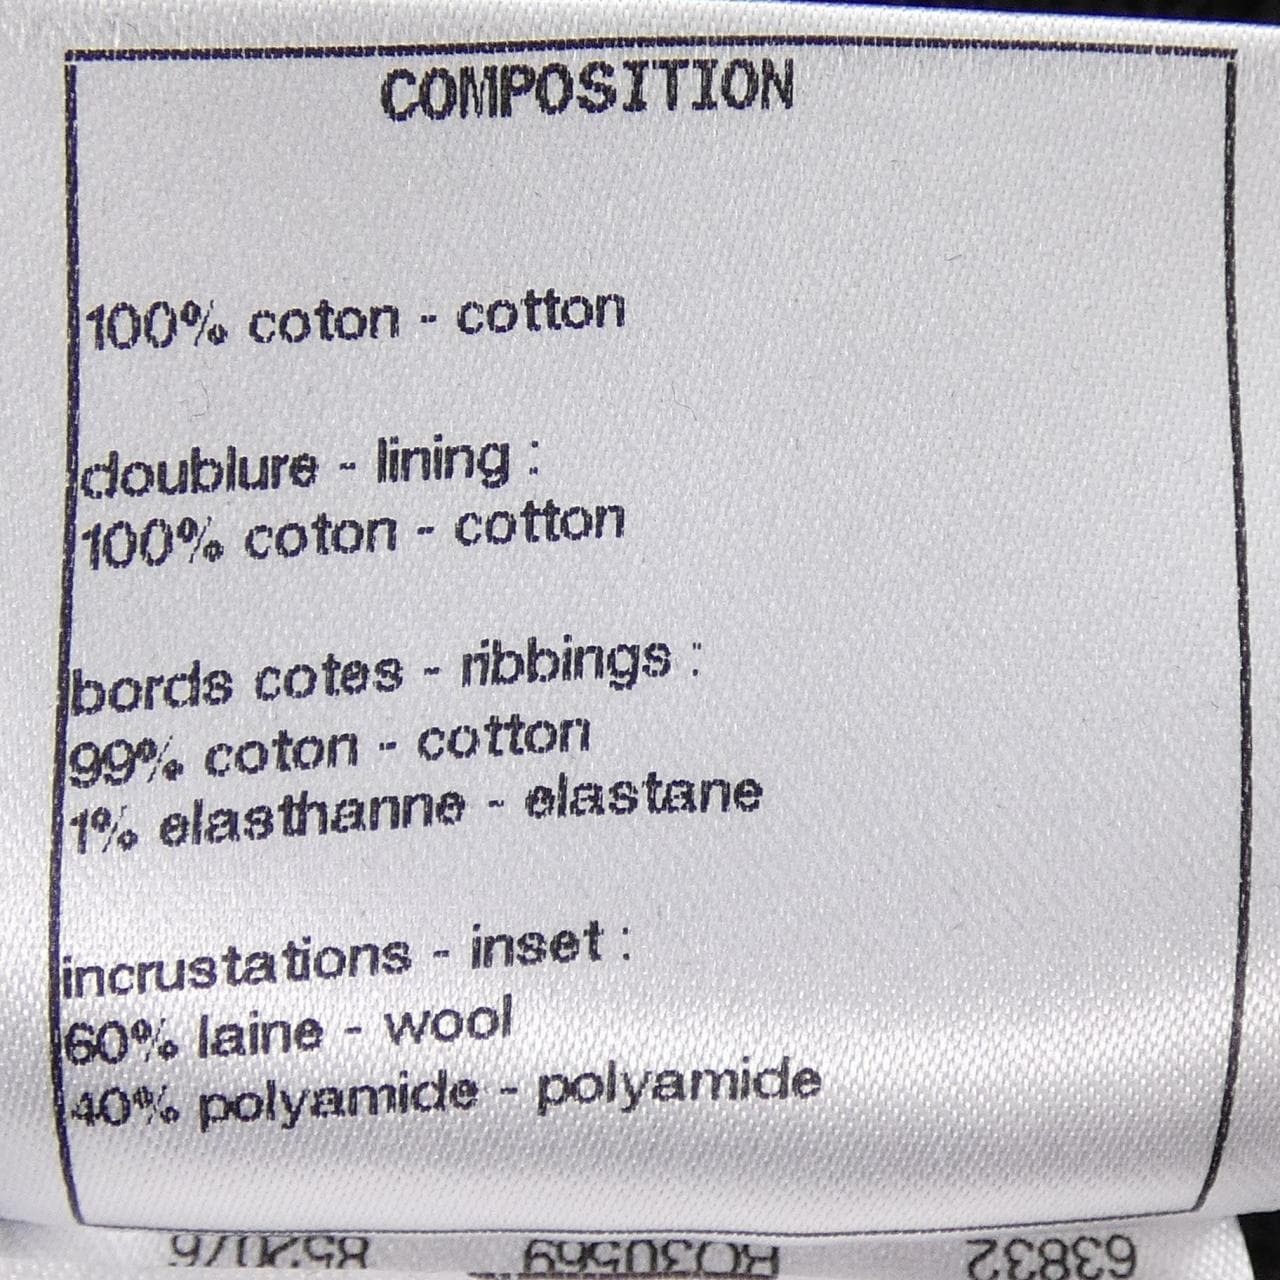 COMPOSITION
100% coton - cotton
doublure - lining :
100% coton - cotton
bords cotes - ribbings :
99% coton - cotton
1% elasthanne - elastane
incrustations - inset :
60% laine - wool
40% polyamide - polyamide
63832